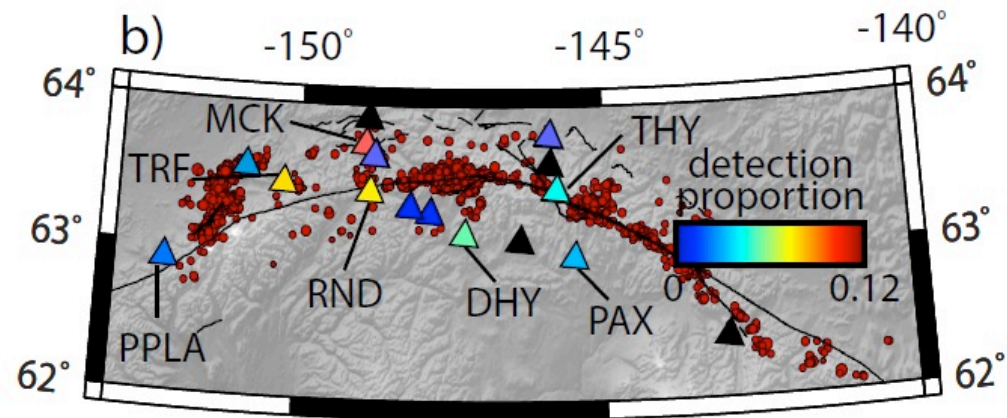 b)
-150°
-145°
-140°
64°
64°
MCK
THY
TRF
detection
proportion
63°
63°
0
0.12
RND
DHY
PAX
PPLA
62°
62°